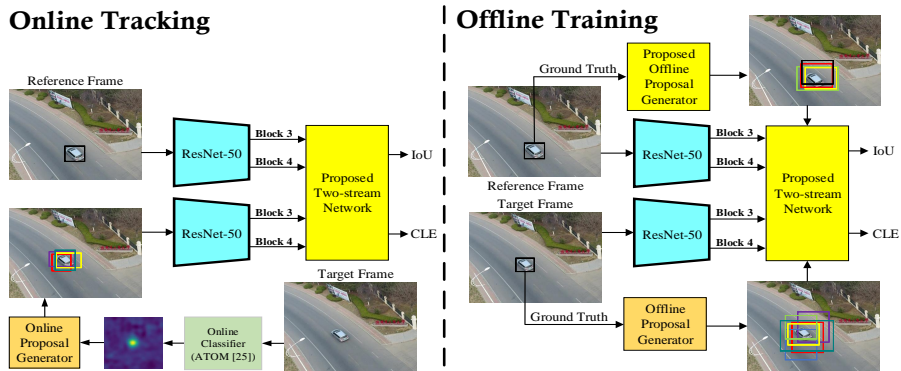 Online Tracking
Reference Frame
ResNet-50
Block 3
Block 4
ResNet-50
Block 3
Block 4
Proposed
Two-stream
Network
IoU
CLE
Target Frame
Online
Proposal
Generator
Online
Classifier
(ATOM [25])
Offline Training
Ground Truth
Proposed
Offline
Proposal
Generator
ResNet-50
Block 3
Block 4
Reference Frame
Target Frame
ResNet-50
Block 3
Block 4
Proposed
Two-stream
Network
IoU
CLE
Ground Truth
Offline
Proposal
Generator